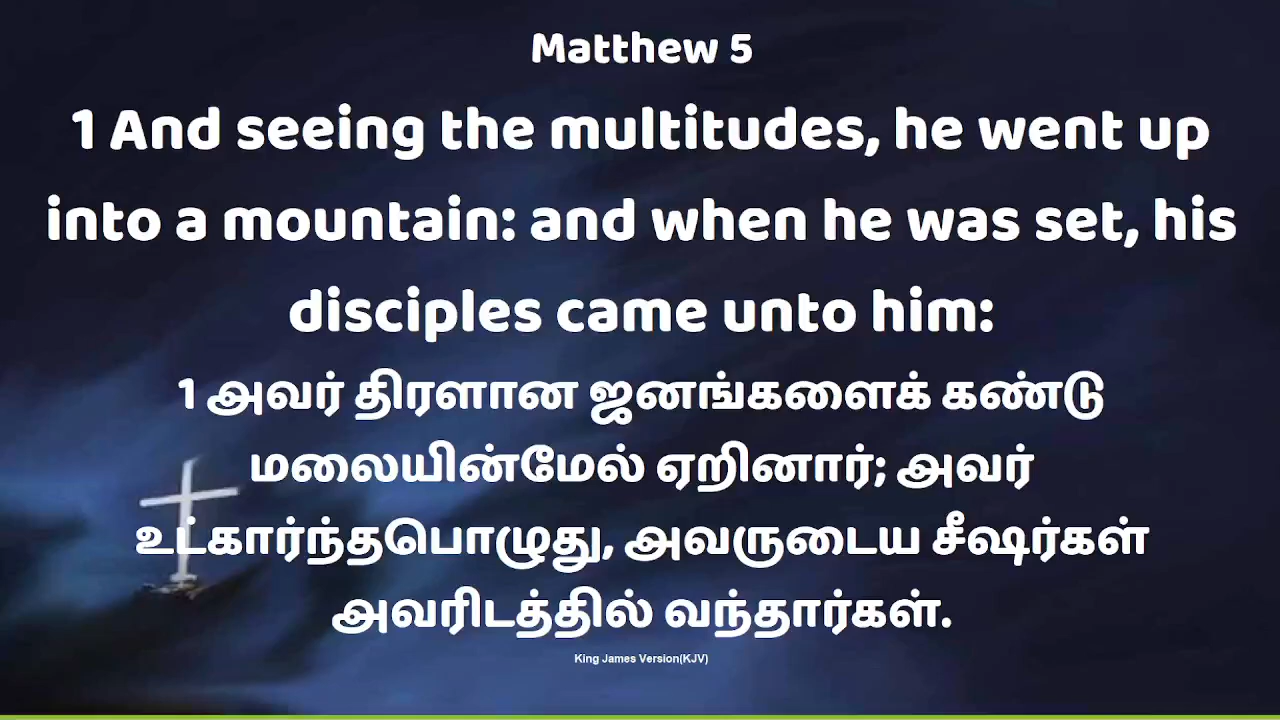 Matthew 5
1 And seeing the multitudes, he went up
into a mountain: and when he was set, his
disciples came unto him:
1 அவர் திரளான ஜனங்களைக் கண்டு
மலையின்மேல் ஏறினார்; அவர்
உட்கார்ந்தபொழுது, அவருடைய சீஷர்கள்
அவரிடத்தில் வந்தார்கள்.
King James Version(KJV)